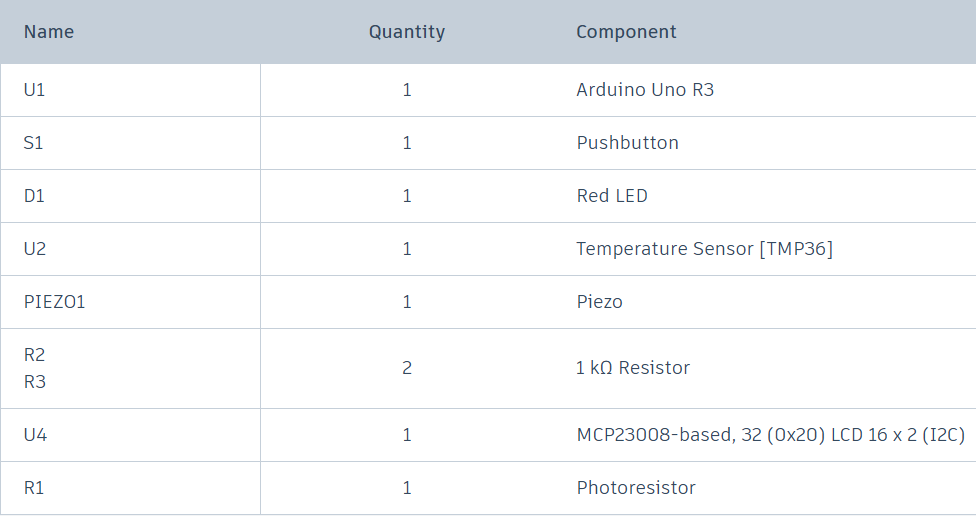 Name Quantity Component
U1 1 Arduino Uno R3
S1 1 Pushbutton
D1 1 Red LED
U2 1 Temperature Sensor [TMP36]
PIEZO1 1 Piezo
R2
R3
2 1 kΩ Resistor
U4 1 MCP23008-based, 32 (0x20) LCD 16 x 2 (I2C)
R1 1 Photoresistor